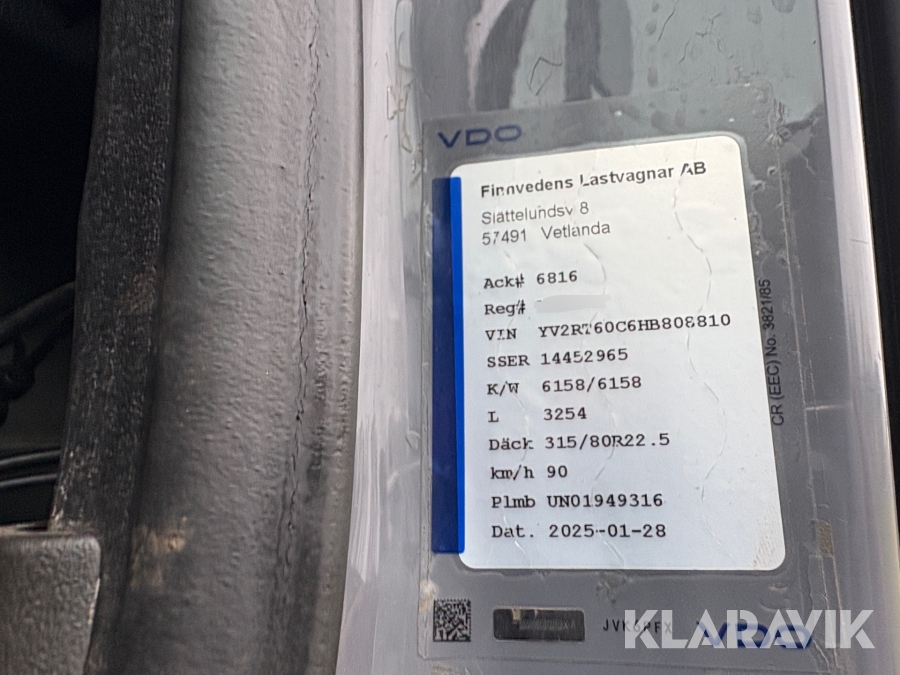 VDO
Finnvedens Lastvagnar AB
Slättelundsv 8
57491 Vetlanda
Ack# 6816
Reg#
VIN YV2RT60C6HB808810
SSER 14452965
K/W 6158/6158
L 3254
Däck 315/80R22.5
km/h 90
Plmb UN01949316
Dat. 2025-01-28
CR (EEC) No. 3821/85
VDO
KLARAVIK